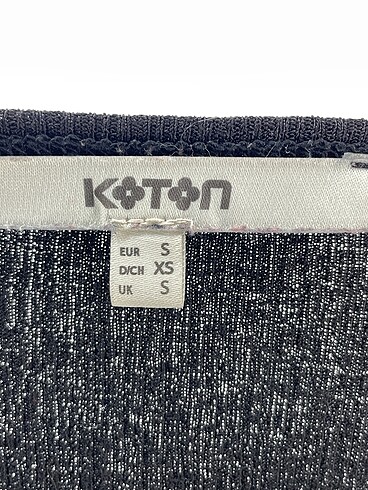 KOTON
EUR S
D/CH XS
UK S